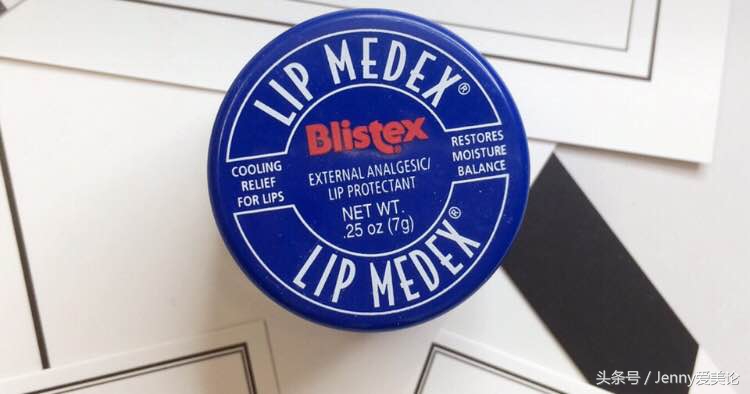 LIP MEDEX®
Blistex®
COOLING
RELIEF
FOR LIPS
EXTERNAL ANALGESIC/
LIP PROTECTANT
RESTORES
MOISTURE
BALANCE
NET WT.
.25 oz (7g)
LIP MEDEX®
头条号 / Jenny爱美论